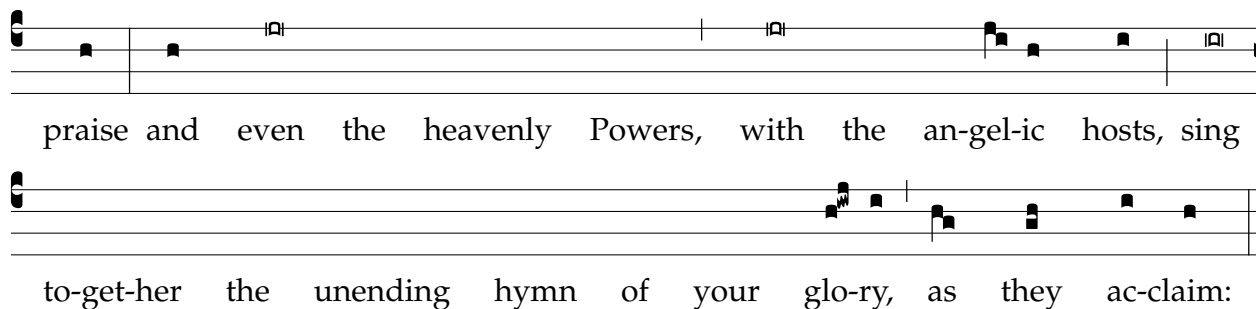 praise and even the heavenly Powers, with the an-gel-ic hosts, sing
to-get-her the unending hymn of your glo-ry, as they ac-claim: